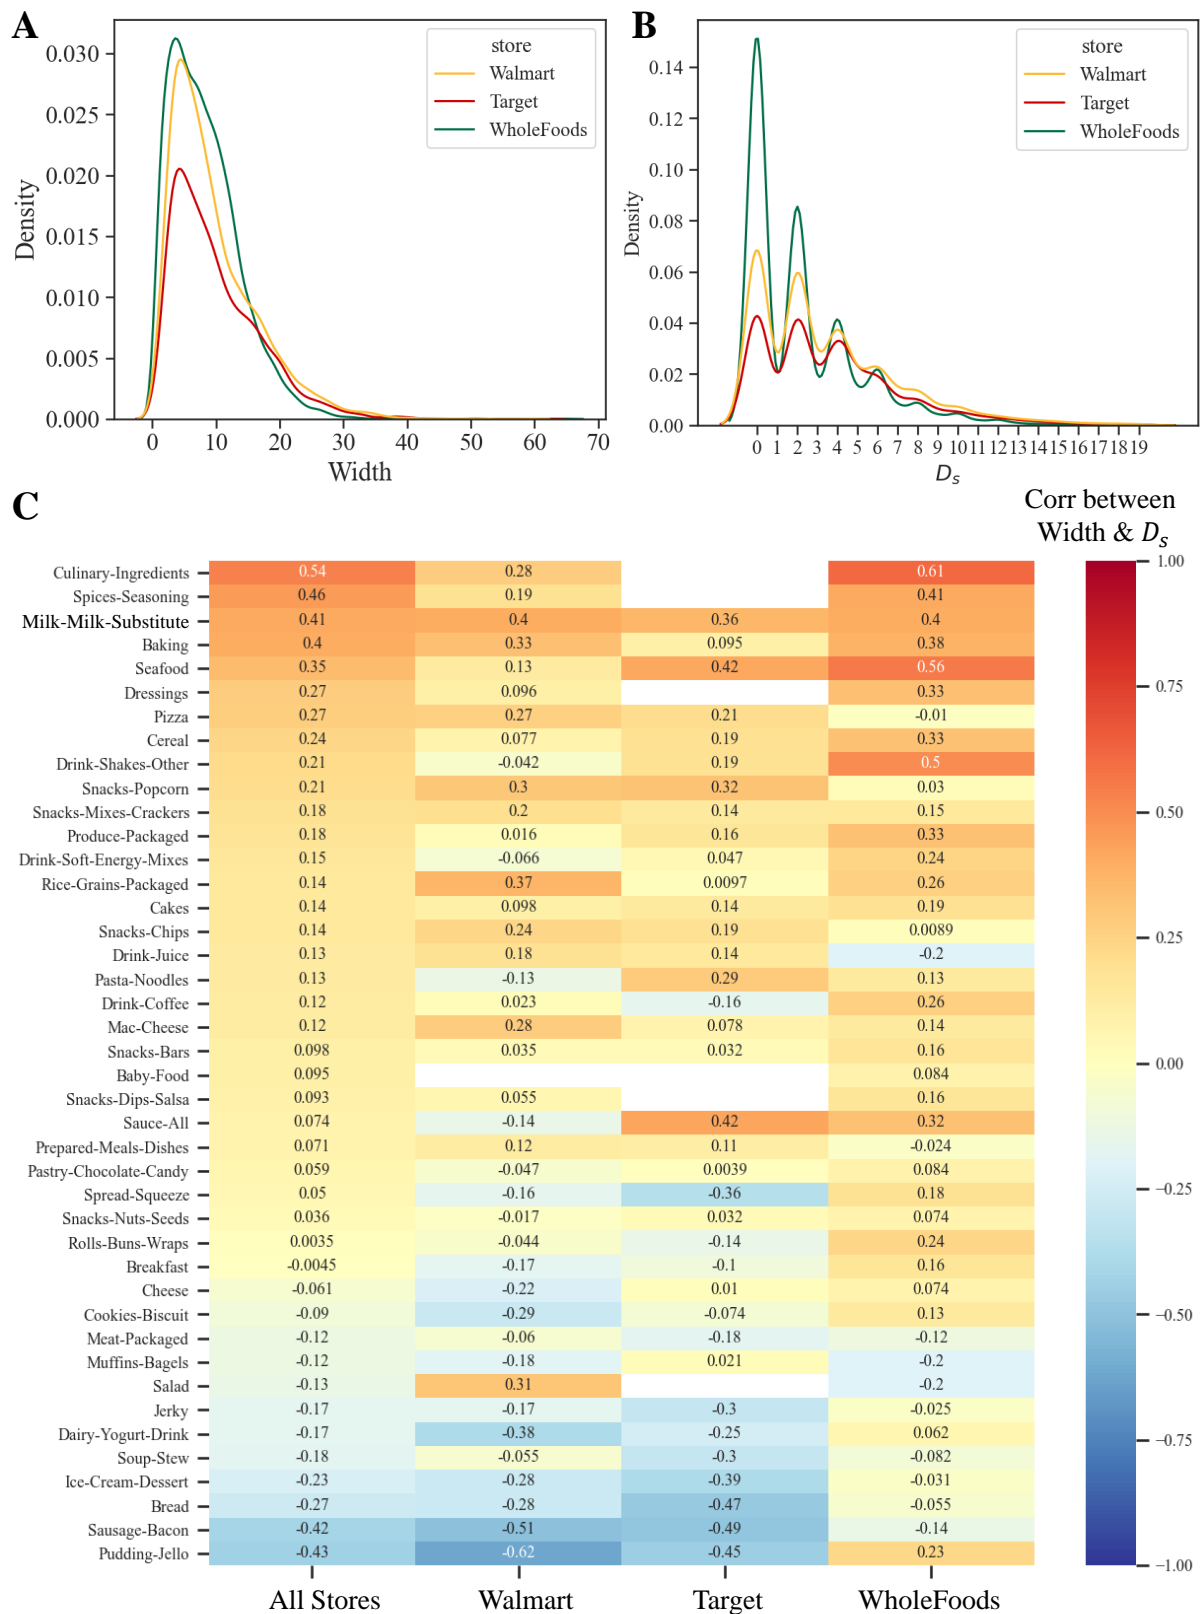 A
store
Walmart
Target
WholeFoods
0.030
0.025
0.020
0.015
0.010
0.005
0.000
Density
0 10 20 30 40 50 60 70
Width
B
store
Walmart
Target
WholeFoods
0.14
0.12
0.10
0.08
0.06
0.04
0.02
0.00
Density
0 1 2 3 4 5 6 7 8 9 10 11 12 13 14 15 16 17 18 19
Ds
C
Corr between
Width & Ds
Culinary-Ingredients 0.54 0.28 0.61
Spices-Seasoning 0.46 0.19 0.41
Milk-Milk-Substitute 0.41 0.4 0.36 0.4
Baking 0.4 0.33 0.095 0.38
Seafood 0.35 0.13 0.42 0.56
Dressings 0.27 0.096 0.33
Pizza 0.27 0.27 0.21 -0.01
Cereal 0.24 0.077 0.19 0.33
Drink-Shakes-Other 0.21 -0.042 0.19 0.5
Snacks-Popcorn 0.21 0.3 0.32 0.03
Snacks-Mixes-Crackers 0.18 0.2 0.14 0.15
Produce-Packaged 0.18 0.016 0.16 0.33
Drink-Soft-Energy-Mixes 0.15 -0.066 0.047 0.24
Rice-Grains-Packaged 0.14 0.37 0.0097 0.26
Cakes 0.14 0.098 0.14 0.19
Snacks-Chips 0.14 0.24 0.19 0.0089
Drink-Juice 0.13 0.18 0.14 -0.2
Pasta-Noodles 0.13 -0.13 0.29 0.13
Drink-Coffee 0.12 0.023 -0.16 0.26
Mac-Cheese 0.12 0.28 0.078 0.14
Snacks-Bars 0.098 0.035 0.032 0.16
Baby-Food 0.095 0.084
Snacks-Dips-Salsa 0.093 0.055 0.16
Sauce-All 0.074 -0.14 0.42 0.32
Prepared-Meals-Dishes 0.071 0.12 0.11 -0.024
Pastry-Chocolate-Candy 0.059 -0.047 0.0039 0.084
Spread-Squeeze 0.05 -0.16 -0.36 0.18
Snacks-Nuts-Seeds 0.036 -0.017 0.032 0.074
Rolls-Buns-Wraps 0.0035 -0.044 -0.14 0.24
Breakfast -0.0045 -0.17 -0.1 0.16
Cheese -0.061 -0.22 0.01 0.074
Cookies-Biscuit -0.09 -0.29 -0.074 0.13
Meat-Packaged -0.12 -0.06 -0.18 -0.12
Muffins-Bagels -0.12 -0.18 0.021 -0.2
Salad -0.13 0.31 -0.2
Jerky -0.17 -0.17 -0.3 -0.025
Dairy-Yogurt-Drink -0.17 -0.38 -0.25 0.062
Soup-Stew -0.18 -0.055 -0.3 -0.082
Ice-Cream-Dessert -0.23 -0.28 -0.39 -0.031
Bread -0.27 -0.28 -0.47 -0.055
Sausage-Bacon -0.42 -0.51 -0.49 -0.14
Pudding-Jello -0.43 -0.62 -0.45 0.23
All Stores Walmart Target WholeFoods
1.00
0.75
0.50
0.25
0.00
−0.25
−0.50
−0.75
−1.00